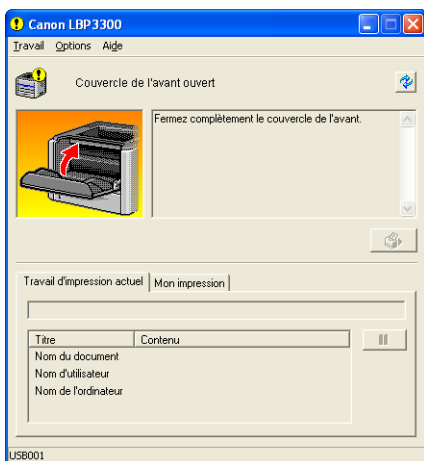 Canon LBP3300
Travail Options Aide
Couvercle de l'avant ouvert
Fermez complètement le couvercle de l'avant.
Travail d'impression actuel Mon impression
Titre Contenu
Nom du document
Nom d'utilisateur
Nom de l'ordinateur
USB001